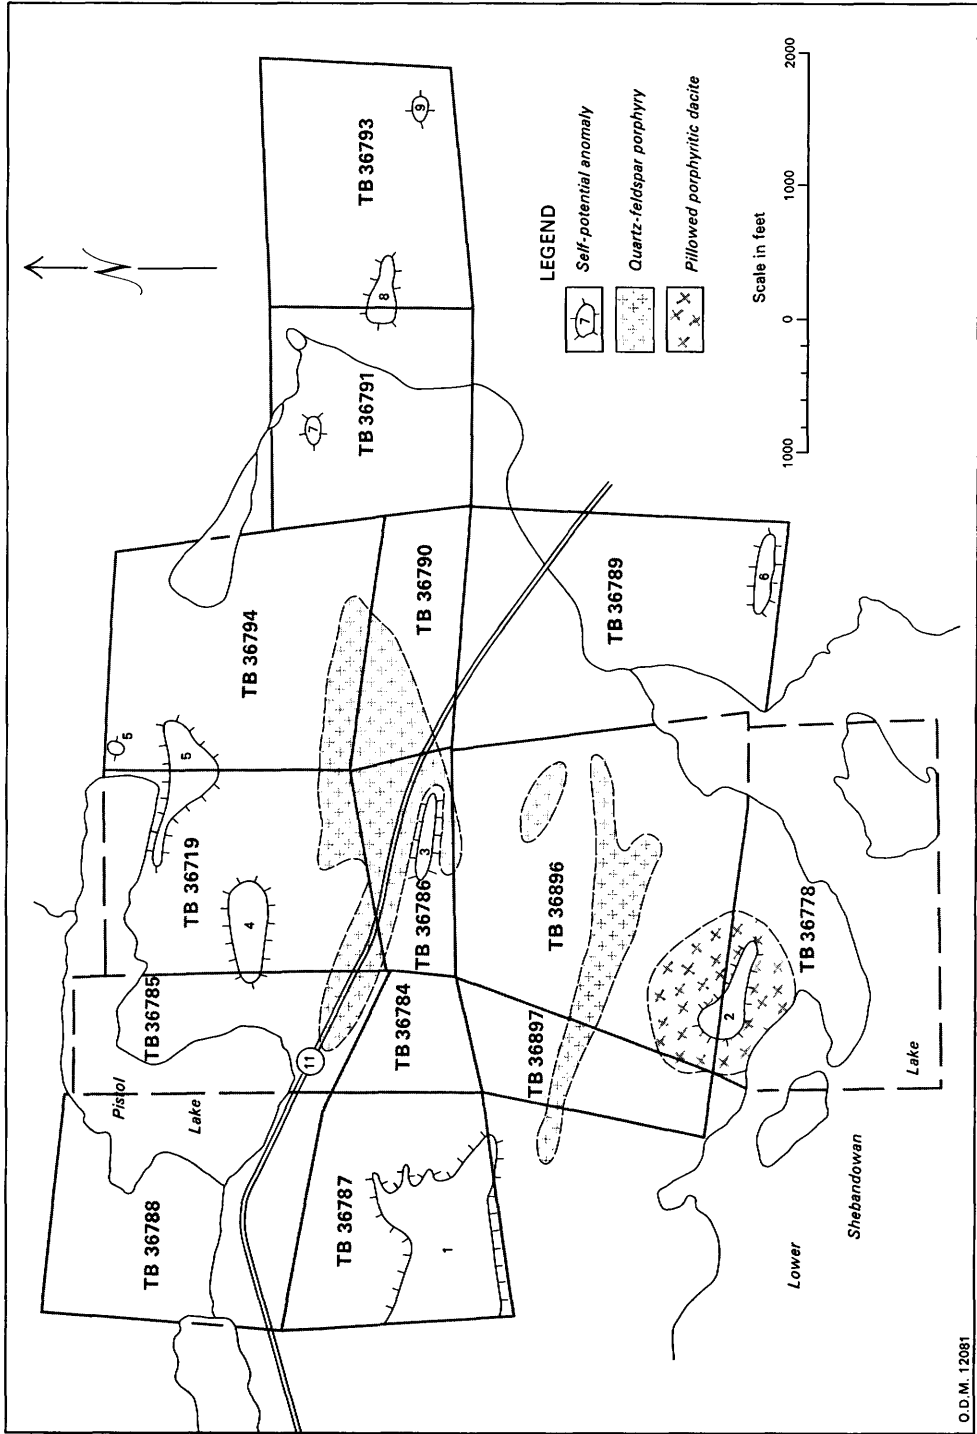 TB 36788
Pistol
Lake
TB36785
TB 36719
5
5
TB 36794
4
11
TB 36787
1
TB 36784
TB 36786
3
TB 36790
TB 36791
7
8
TB 36793
9
TB 36897
TB 36896
TB 36789
6
2
TB 36778
Lower
Shebandowan
Lake
LEGEND
7
Self-potential anomaly
Quartz-feldspar porphyry
Pillowed porphyritic dacite
Scale in feet
1000 0 1000 2000
O.D.M. 12081